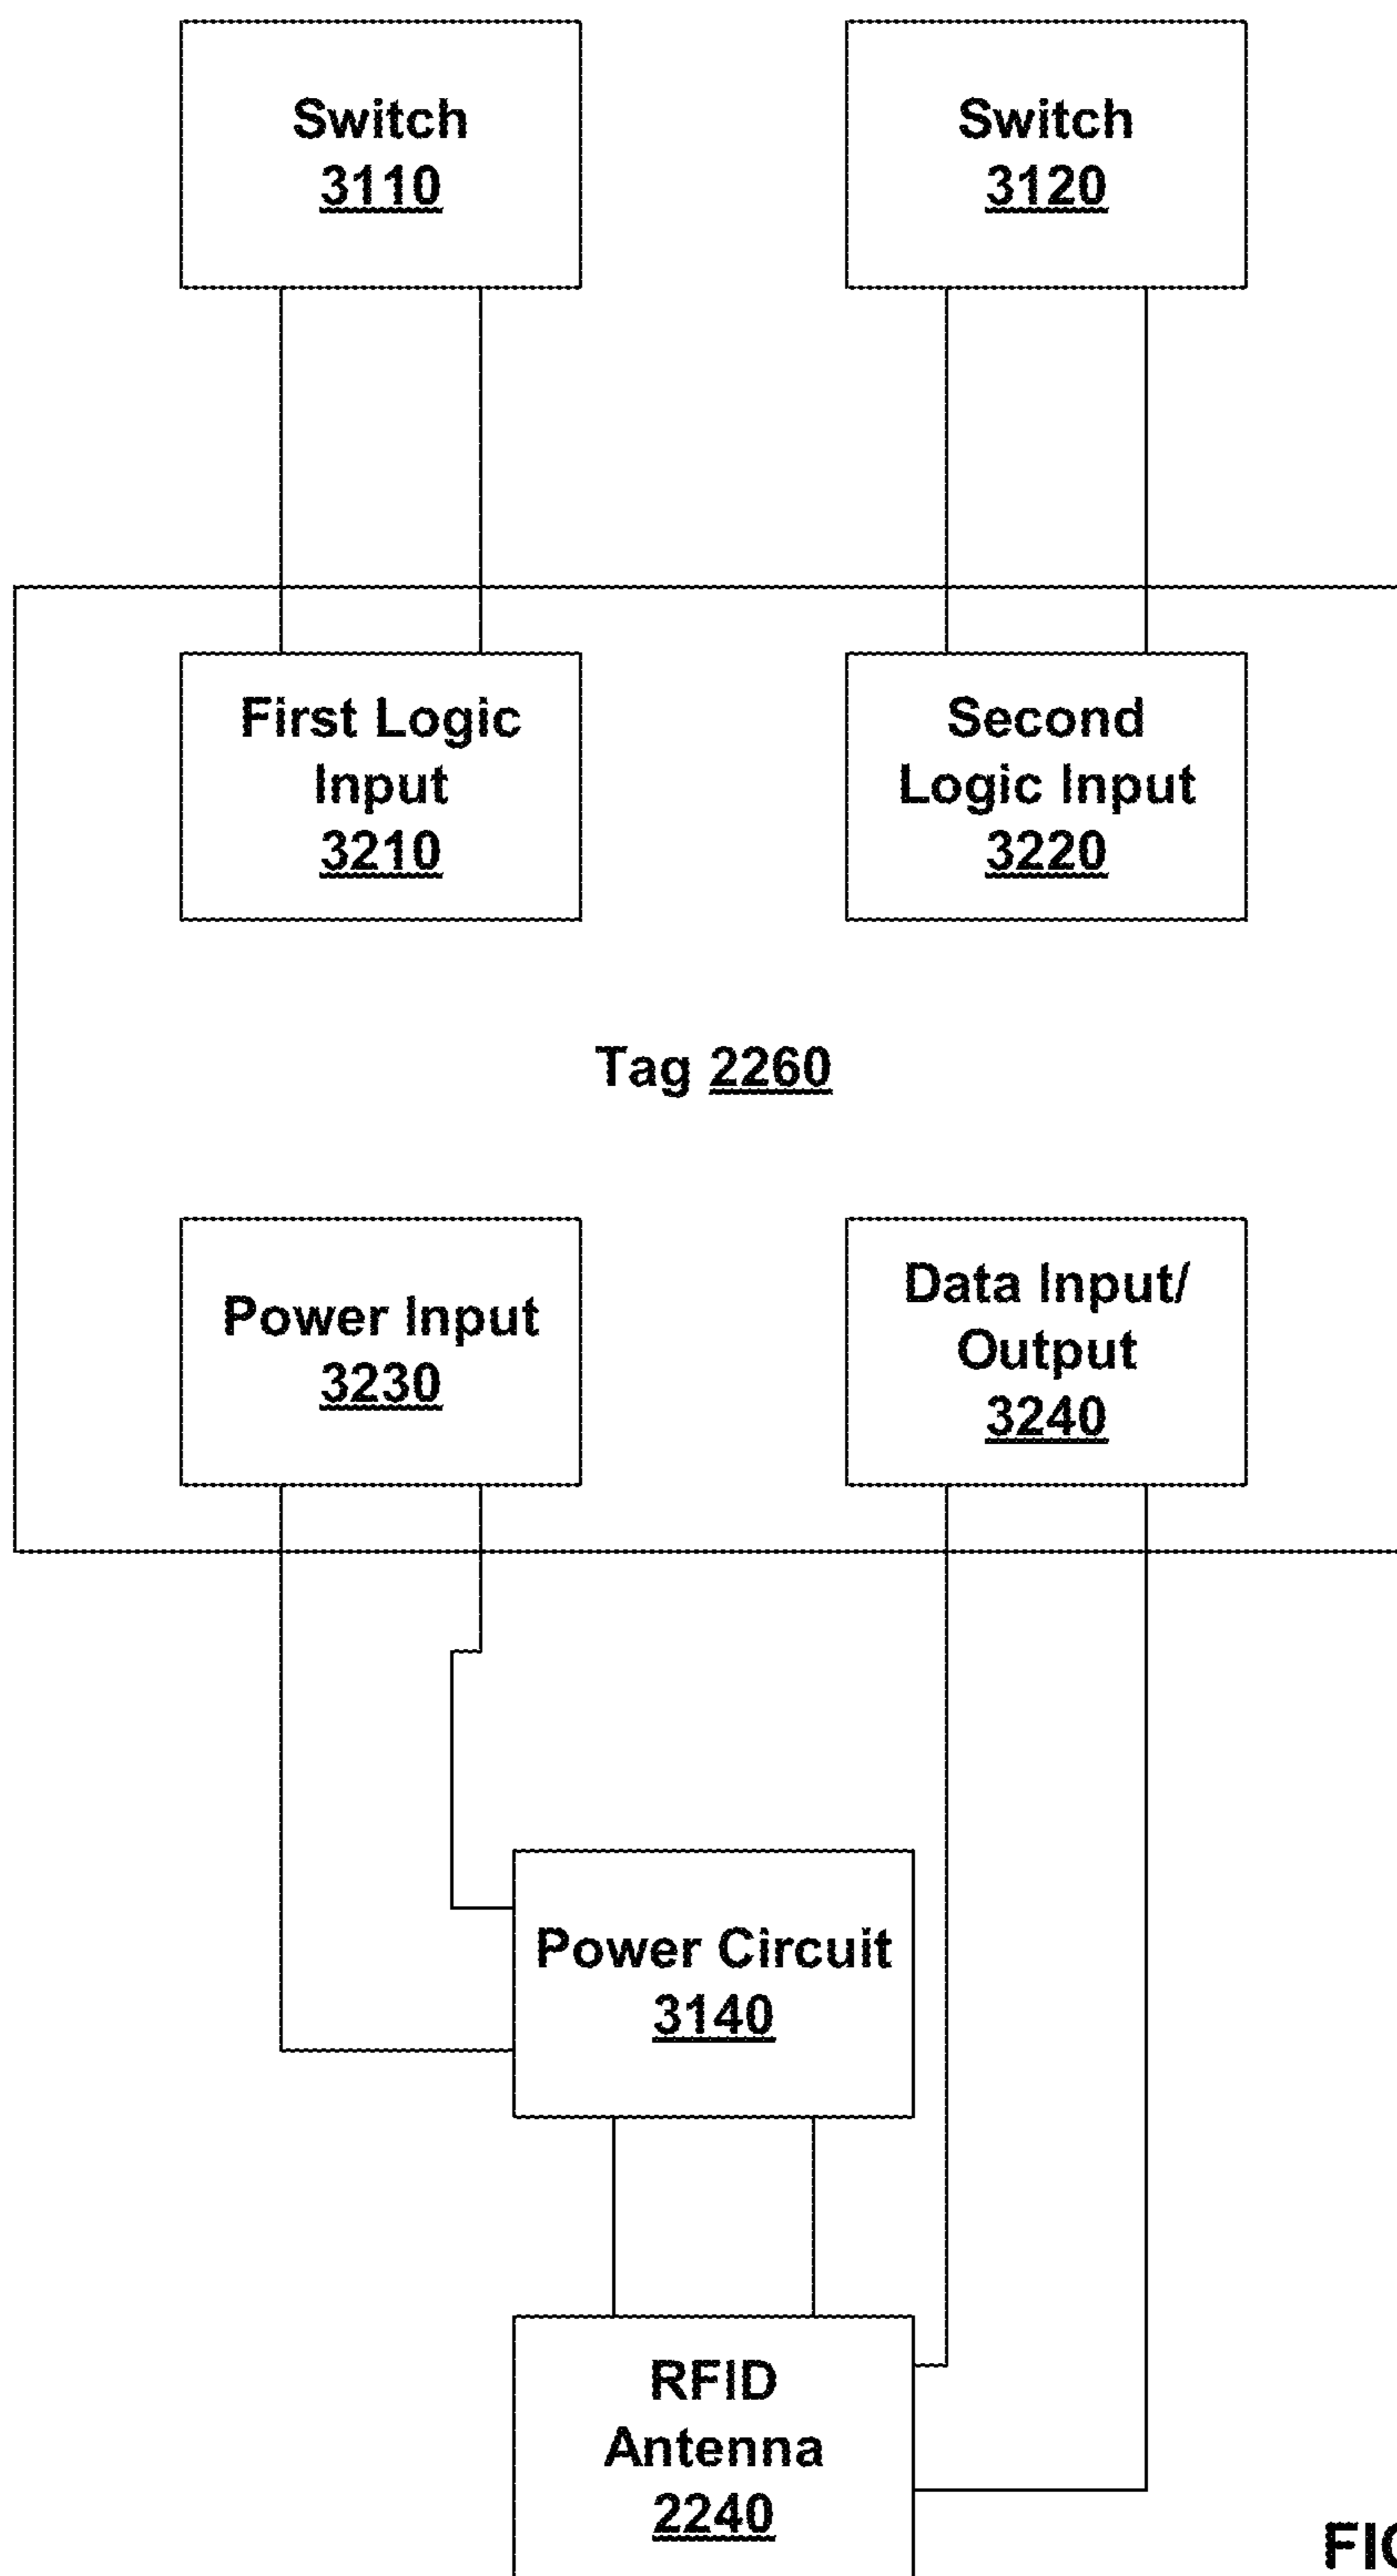 Switch
3110
Switch
3120
First Logic
Input
3210
Second
Logic Input
3220
Tag 2260
Power Input
3230
Data Input/
Output
3240
Power Circuit
3140
RFID
Antenna
2240